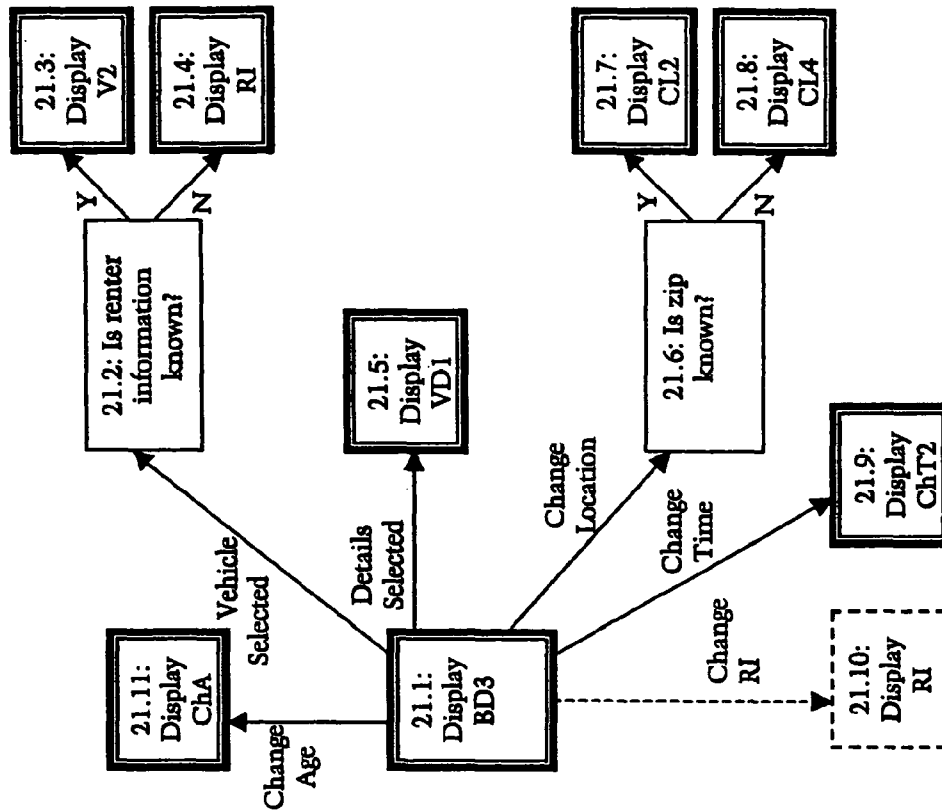 21.3:
Display
V2
21.4:
Display
RI
Y
N
21.2: Is renter
information
known?
Vehicle
Selected
21.11:
Display
ChA
Change
Age
21.1:
Display
BD3
Details
Selected
21.5:
Display
VD1
Change
Location
21.6: Is zip
known?
Y
N
21.7:
Display
CL2
21.8:
Display
CL4
Change
Time
21.9:
Display
ChT2
Change
RI
21.10:
Display
RI